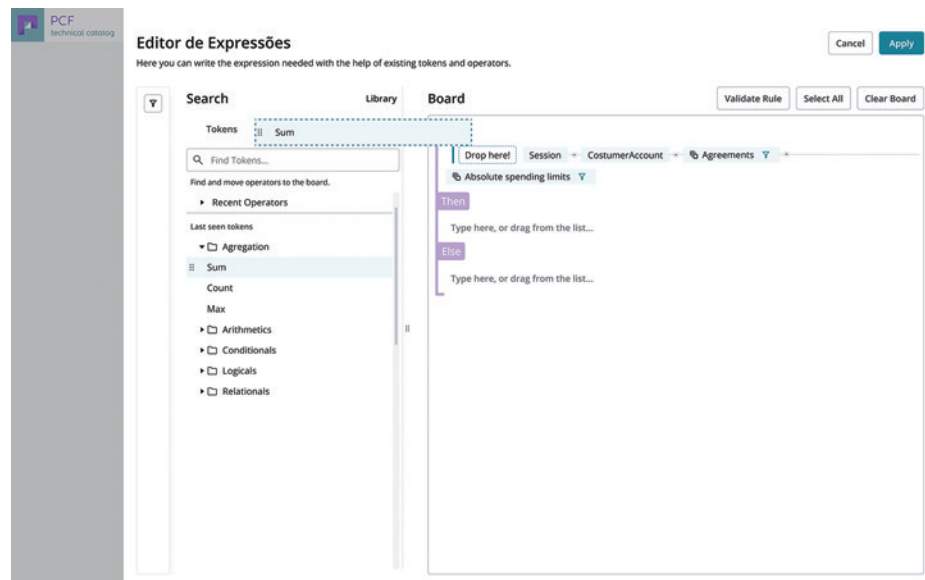 PCF
technical catalog
Editor de Expressões
Cancel
Apply
Here you can write the expression needed with the help of existing tokens and operators.
Search
Library
Board
Validate Rule
Select All
Clear Board
Tokens
Sum
Find Tokens...
Drop here!
Session
CostumerAccount
Agreements
Absolute spending limits
Find and move operators to the board.
Recent Operators
Then
Last seen tokens
Type here, or drag from the list...
Agregation
Else
Sum
Type here, or drag from the list...
Count
Max
Arithmetics
Conditionals
Logicals
Relationals